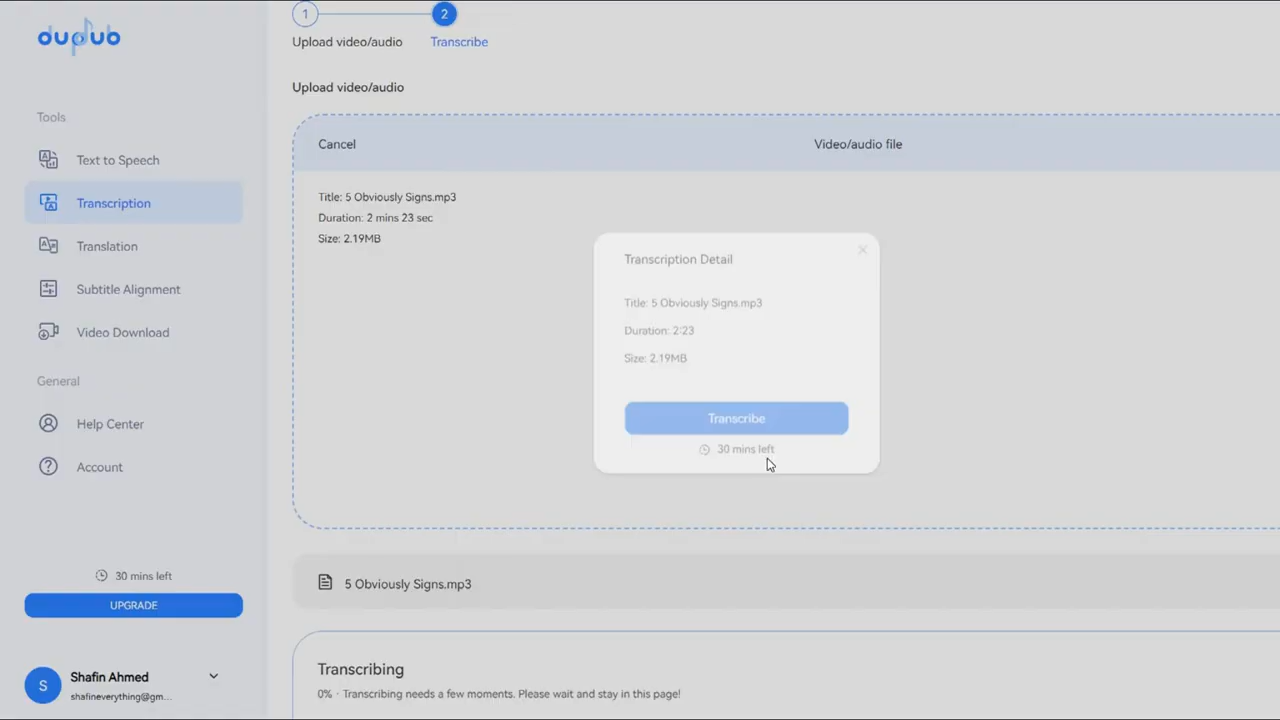 dupub
Tools
Text to Speech
Transcription
Translation
Subtitle Alignment
Video Download
General
Help Center
Account
30 mins left
UPGRADE
S
Shafin Ahmed
shafineverything@gm...
1
2
Upload video/audio
Transcribe
Upload video/audio
Cancel
Video/audio file
Title: 5 Obviously Signs.mp3
Duration: 2 mins 23 sec
Size: 2.19MB
Transcription Detail
Title: 5 Obviously Signs.mp3
Duration: 2:23
Size: 2.19MB
Transcribe
30 mins left
5 Obviously Signs.mp3
Transcribing
0% · Transcribing needs a few moments. Please wait and stay in this page!